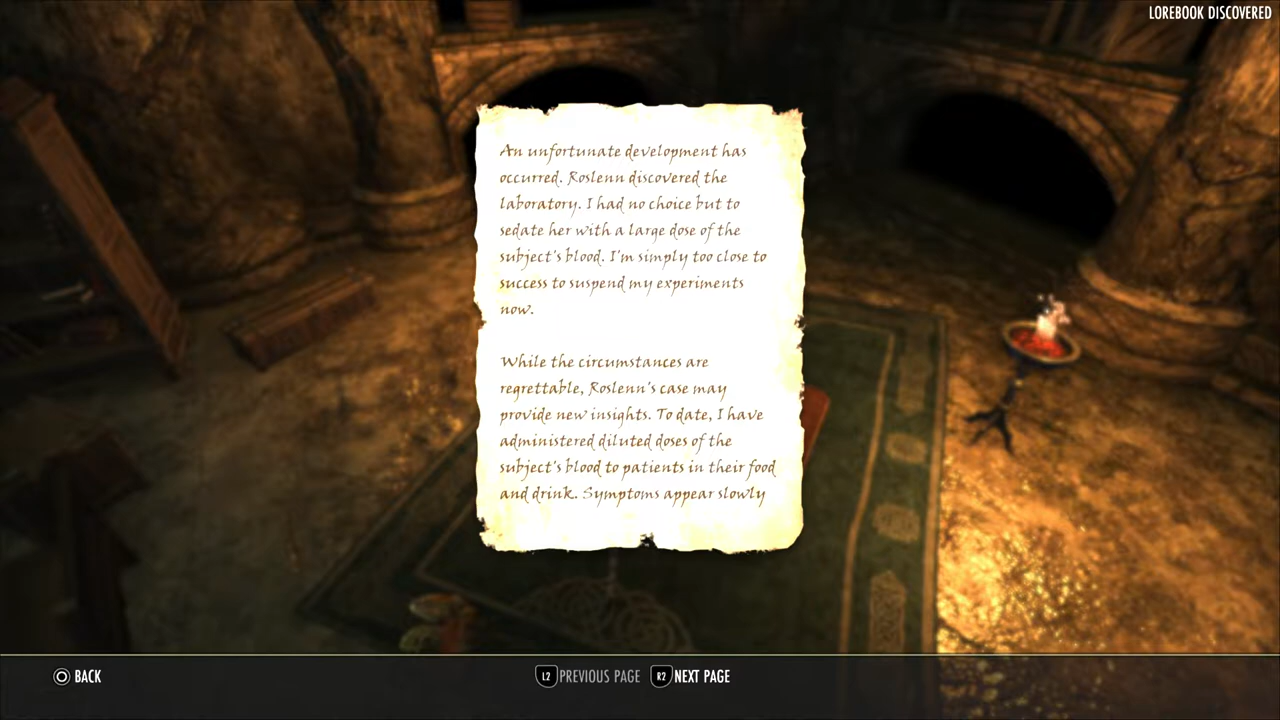 LOREBOOK DISCOVERED
An unfortunate development has
occurred. Roslenn discovered the
laboratory. I had no choice but to
sedate her with a large dose of the
subject's blood. I'm simply too close to
success to suspend my experiments
now.
While the circumstances are
regrettable, Roslenn's case may
provide new insights. To date, I have
administered diluted doses of the
subject's blood to patients in their food
and drink. Symptoms appear slowly
BACK
L2 PREVIOUS PAGE R2 NEXT PAGE